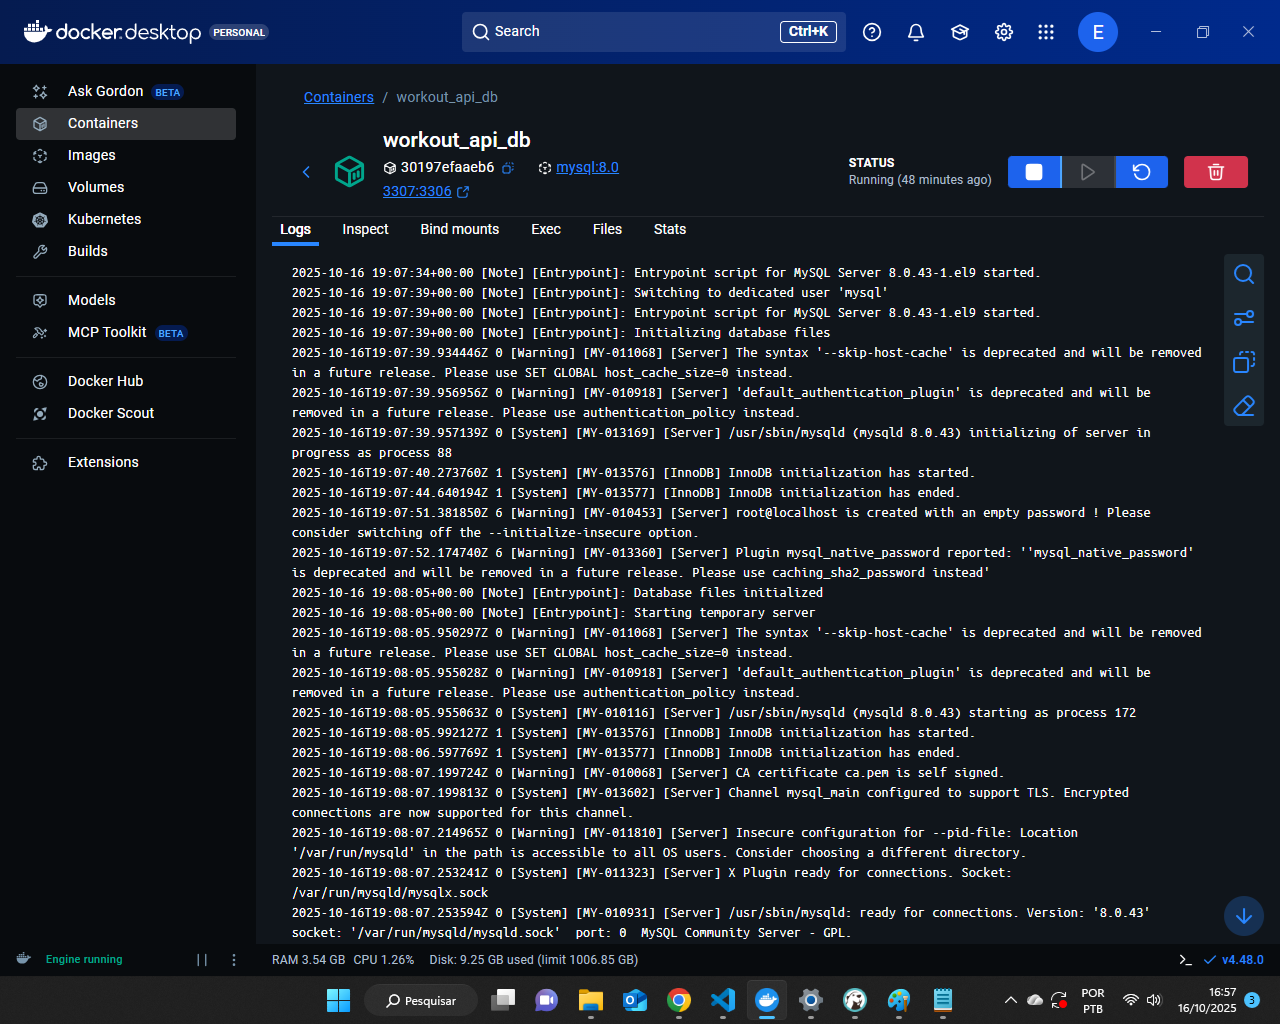 docker.desktop PERSONAL
Search Ctrl+K
E
Ask Gordon BETA
Containers
Images
Volumes
Kubernetes
Builds
Models
MCP Toolkit BETA
Docker Hub
Docker Scout
Extensions
Containers / workout_api_db
workout_api_db
30197efaaeb6 mysql:8.0
3307:3306
STATUS
Running (48 minutes ago)
Logs Inspect Bind mounts Exec Files Stats
2025-10-16 19:07:34+00:00 [Note] [Entrypoint]: Entrypoint script for MySQL Server 8.0.43-1.el9 started.
2025-10-16 19:07:39+00:00 [Note] [Entrypoint]: Switching to dedicated user 'mysql'
2025-10-16 19:07:39+00:00 [Note] [Entrypoint]: Entrypoint script for MySQL Server 8.0.43-1.el9 started.
2025-10-16 19:07:39+00:00 [Note] [Entrypoint]: Initializing database files
2025-10-16T19:07:39.934446Z 0 [Warning] [MY-011068] [Server] The syntax '--skip-host-cache' is deprecated and will be removed
in a future release. Please use SET GLOBAL host_cache_size=0 instead.
2025-10-16T19:07:39.956956Z 0 [Warning] [MY-010918] [Server] 'default_authentication_plugin' is deprecated and will be
removed in a future release. Please use authentication_policy instead.
2025-10-16T19:07:39.957139Z 0 [System] [MY-013169] [Server] /usr/sbin/mysqld (mysqld 8.0.43) initializing of server in
progress as process 88
2025-10-16T19:07:40.273760Z 1 [System] [MY-013576] [InnoDB] InnoDB initialization has started.
2025-10-16T19:07:44.640194Z 1 [System] [MY-013577] [InnoDB] InnoDB initialization has ended.
2025-10-16T19:07:51.381850Z 6 [Warning] [MY-010453] [Server] root@localhost is created with an empty password ! Please
consider switching off the --initialize-insecure option.
2025-10-16T19:07:52.174740Z 6 [Warning] [MY-013360] [Server] Plugin mysql_native_password reported: ''mysql_native_password'
is deprecated and will be removed in a future release. Please use caching_sha2_password instead'
2025-10-16 19:08:05+00:00 [Note] [Entrypoint]: Database files initialized
2025-10-16 19:08:05+00:00 [Note] [Entrypoint]: Starting temporary server
2025-10-16T19:08:05.950297Z 0 [Warning] [MY-011068] [Server] The syntax '--skip-host-cache' is deprecated and will be removed
in a future release. Please use SET GLOBAL host_cache_size=0 instead.
2025-10-16T19:08:05.955028Z 0 [Warning] [MY-010918] [Server] 'default_authentication_plugin' is deprecated and will be
removed in a future release. Please use authentication_policy instead.
2025-10-16T19:08:05.955063Z 0 [System] [MY-010116] [Server] /usr/sbin/mysqld (mysqld 8.0.43) starting as process 172
2025-10-16T19:08:05.992127Z 1 [System] [MY-013576] [InnoDB] InnoDB initialization has started.
2025-10-16T19:08:06.597769Z 1 [System] [MY-013577] [InnoDB] InnoDB initialization has ended.
2025-10-16T19:08:07.199724Z 0 [Warning] [MY-010068] [Server] CA certificate ca.pem is self signed.
2025-10-16T19:08:07.199813Z 0 [System] [MY-013602] [Server] Channel mysql_main configured to support TLS. Encrypted
connections are now supported for this channel.
2025-10-16T19:08:07.214965Z 0 [Warning] [MY-011810] [Server] Insecure configuration for --pid-file: Location
'/var/run/mysqld' in the path is accessible to all OS users. Consider choosing a different directory.
2025-10-16T19:08:07.253241Z 0 [System] [MY-011323] [Server] X Plugin ready for connections. Socket:
/var/run/mysqld/mysqlx.sock
2025-10-16T19:08:07.253594Z 0 [System] [MY-010931] [Server] /usr/sbin/mysqld: ready for connections. Version: '8.0.43'
socket: '/var/run/mysqld/mysqld.sock'  port: 0  MySQL Community Server - GPL.
Engine running
RAM 3.54 GB CPU 1.26% Disk: 9.25 GB used (limit 1006.85 GB)
v4.48.0
Pesquisar
POR
PTB
16:57
16/10/2025
3